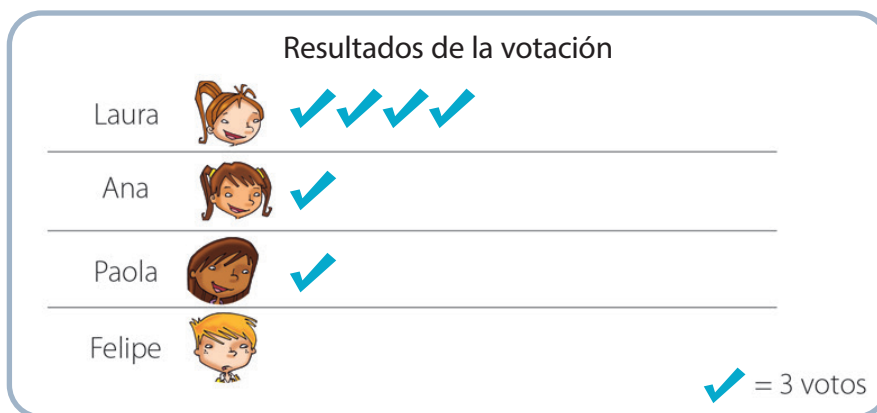 Resultados de la votación
Laura
Ana
Paola
Felipe
= 3 votos